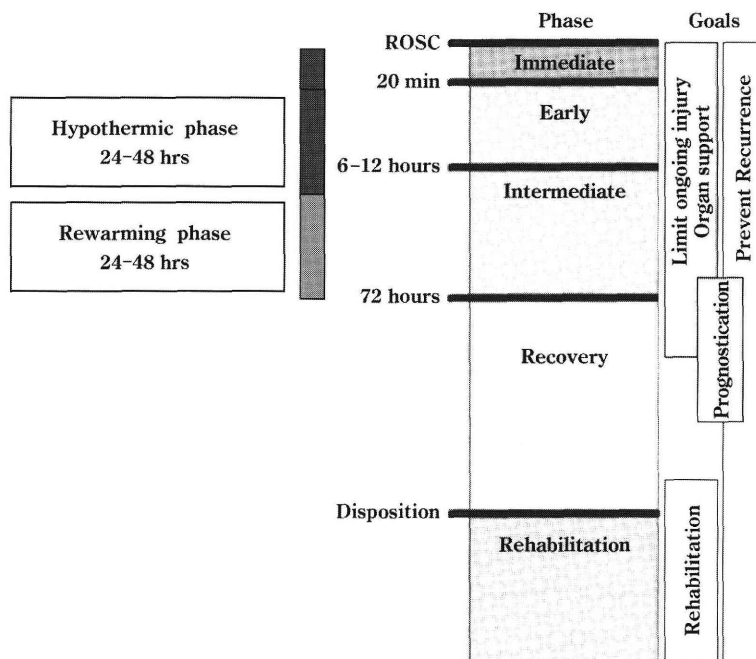 Phase
Goals
ROSC
Immediate
20 min
Early
Hypothermic phase
24–48 hrs
6–12 hours
Intermediate
Rewarming phase
24–48 hrs
72 hours
Recovery
Disposition
Rehabilitation
Limit ongoing injury
Organ support
Prevent Recurrence
Prognostication
Rehabilitation